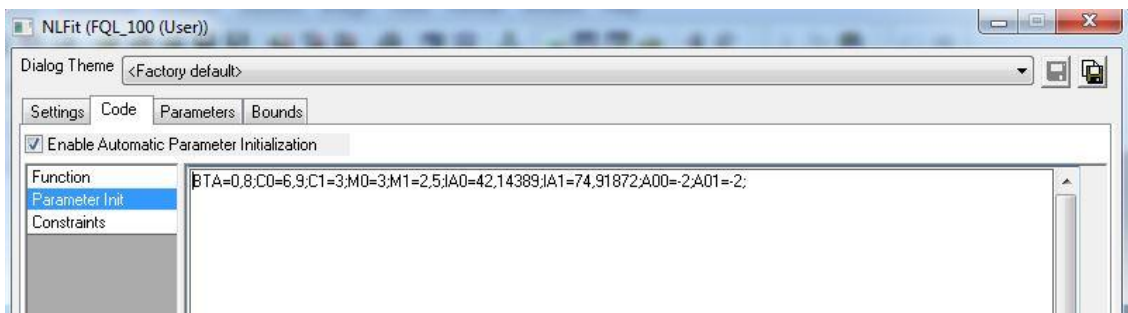 NLFit (FQL_100 (User))
Dialog Theme <Factory default>
Settings Code Parameters Bounds
Enable Automatic Parameter Initialization
Function
BTA=0,8;C0=6,9;C1=3;M0=3;M1=2,5;IA0=42,14389;IA1=74,91872;A00=-2;A01=-2;
Parameter Init
Constraints